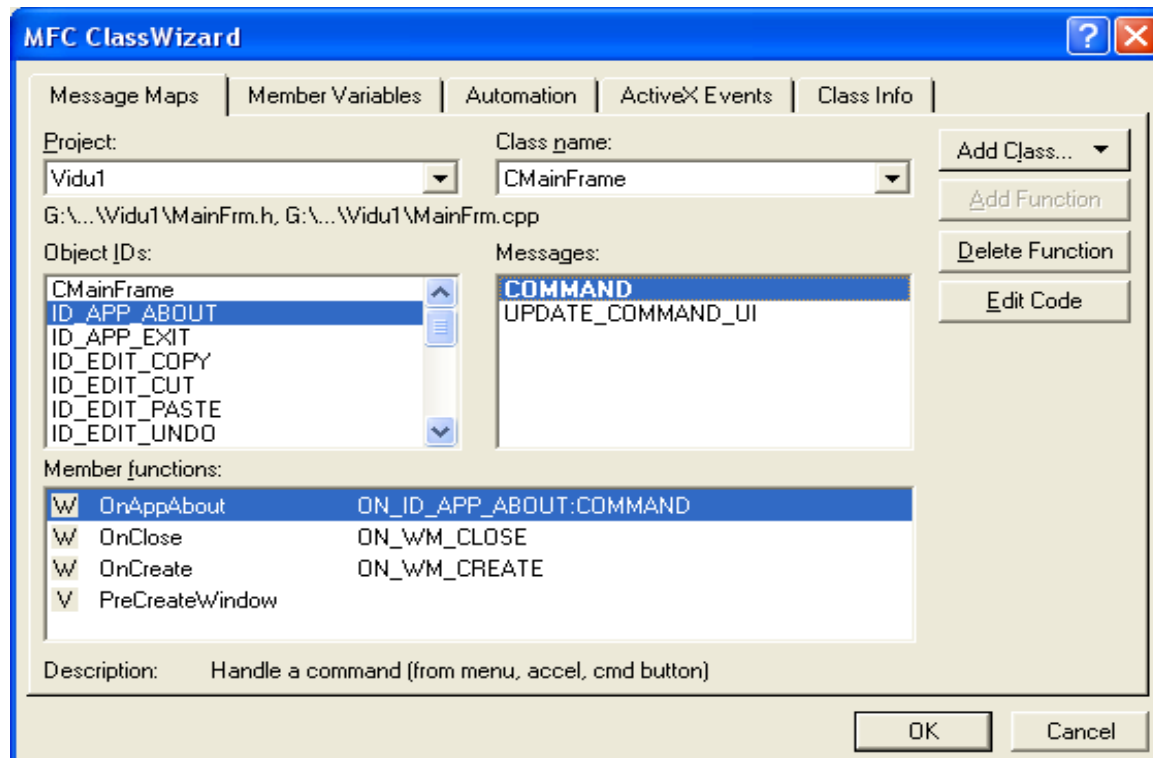 MFC ClassWizard
Message Maps Member Variables Automation ActiveX Events Class Info
Project: Class name:
Vidu1 CMainFrame
Add Class...
Add Function
G:\...\Vidu1\MainFrm.h, G:\...\Vidu1\MainFrm.cpp
Object IDs: Messages:
Delete Function
Edit Code
CMainFrame
ID_APP_ABOUT
ID_APP_EXIT
ID_EDIT_COPY
ID_EDIT_CUT
ID_EDIT_PASTE
ID_EDIT_UNDO
COMMAND
UPDATE_COMMAND_UI
Member functions:
W OnAppAbout ON_ID_APP_ABOUT:COMMAND
W OnClose ON_WM_CLOSE
W OnCreate ON_WM_CREATE
V PreCreateWindow
Description: Handle a command (from menu, accel, cmd button)
OK Cancel